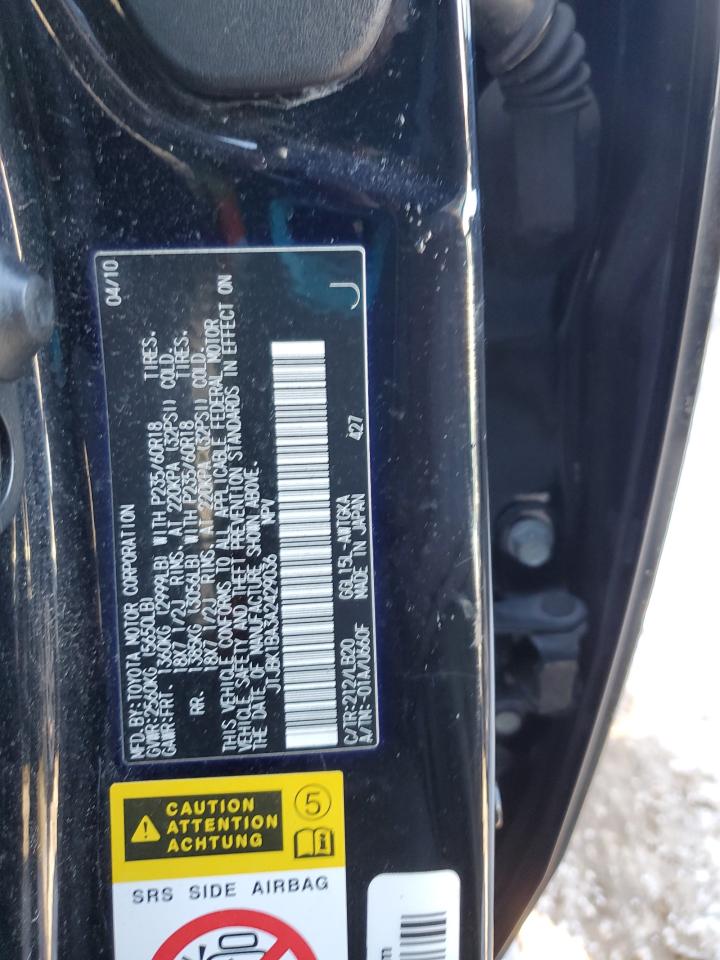 MFD.BY:TOYOTA MOTOR CORPORATION 04/10
GVWR:2560KG (5650LB)
GAWR:FRT. 1360KG (2999LB) WITH P235/60R18 TIRES.
18X7 1/2J RIMS. AT 220KPA (32PSI) COLD.
RR. 1385KG (3056LB) WITH P235/60R18 TIRES.
18X7 1/2J RIMS. AT 220KPA (32PSI) COLD.
THIS VEHICLE CONFORMS TO ALL APPLICABLE FEDERAL MOTOR
VEHICLE SAFETY AND THEFT PREVENTION STANDARDS IN EFFECT ON
THE DATE OF MANUFACTURE SHOWN ABOVE.
JTJBK1BA3A2429036 MPV
C/TR:212/LB20 GGL15L-AWTGKA
A/TM:-01A/U660F MADE IN JAPAN 427 J
CAUTION
ATTENTION
ACHTUNG
5
SRS SIDE AIRBAG